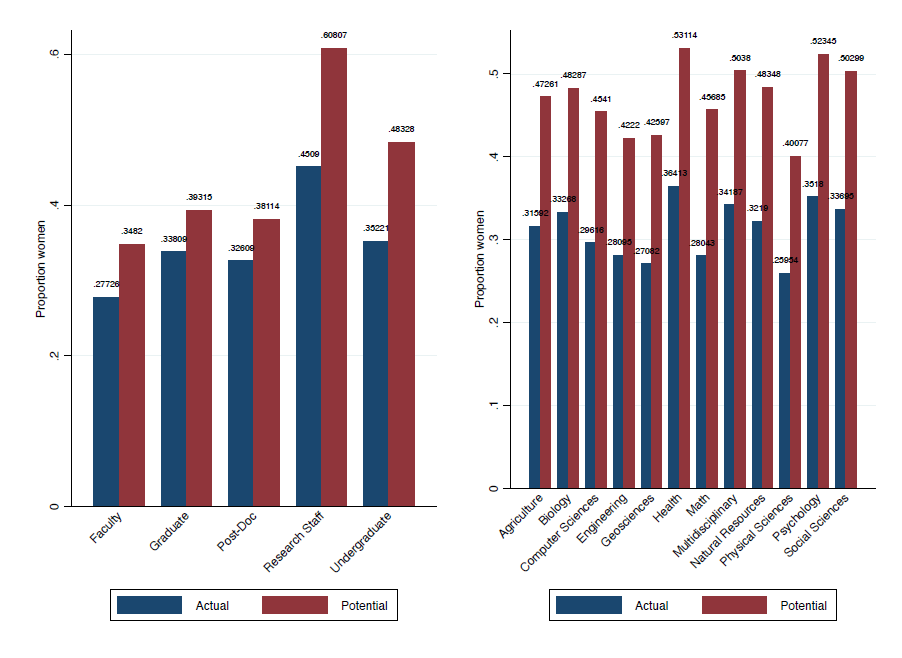 Proportion women
0
.2
.4
.6
.27726
.3482
.33809
.39315
.32609
.38114
.4509
.60807
.35221
.48328
Faculty
Graduate
Post-Doc
Research Staff
Undergraduate
Actual
Potential
Proportion women
0
.1
.2
.3
.4
.5
.31592
.47261
.33268
.48287
.29616
.4541
.28095
.4222
.27082
.42597
.36413
.53114
.28043
.45685
.34187
.5038
.3219
.48348
.25954
.40077
.3518
.52345
.33695
.50299
Agriculture
Biology
Computer Sciences
Engineering
Geosciences
Health
Math
Multidisciplinary
Natural Resources
Physical Sciences
Psychology
Social Sciences
Actual
Potential